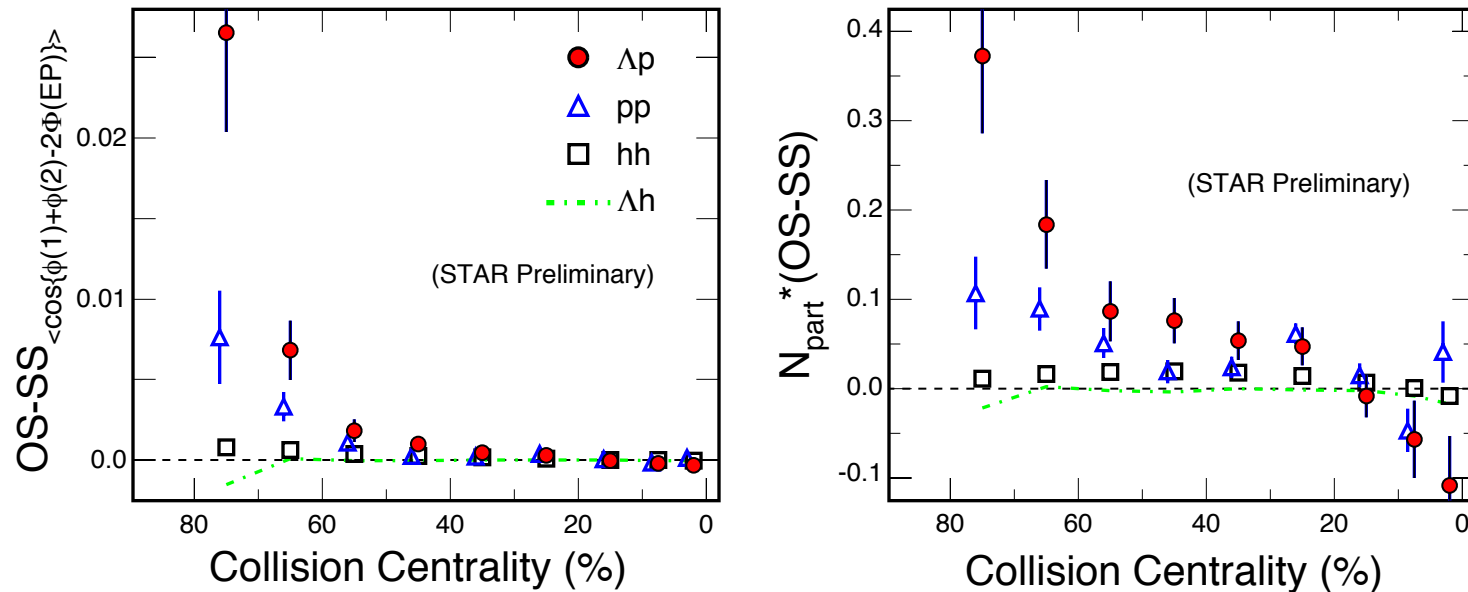 OS-SS<cos{ϕ(1)+ϕ(2)-2Φ(EP)}>
0.02
0.01
0.0
Λp
pp
hh
Λh
(STAR Preliminary)
80 60 40 20 0
Collision Centrality (%)
Npart*(OS-SS)
0.4
0.3
0.2
0.1
0.0
-0.1
(STAR Preliminary)
80 60 40 20 0
Collision Centrality (%)